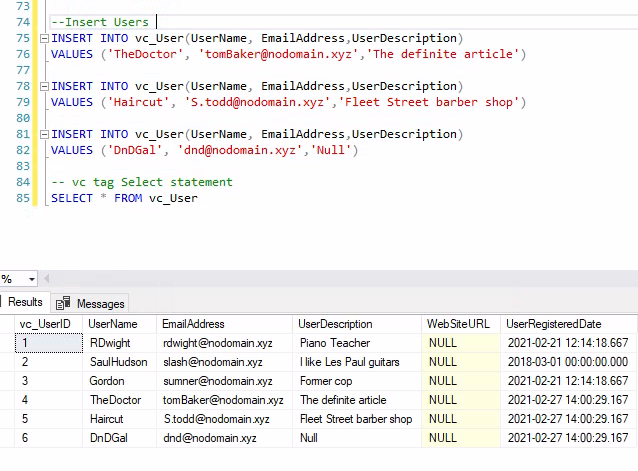 73
74 --Insert Users
75 INSERT INTO vc_User(UserName, EmailAddress,UserDescription)
76 VALUES ('TheDoctor', 'tomBaker@nodomain.xyz','The definite article')
77
78 INSERT INTO vc_User(UserName, EmailAddress,UserDescription)
79 VALUES ('Haircut', 'S.todd@nodomain.xyz','Fleet Street barber shop')
80
81 INSERT INTO vc_User(UserName, EmailAddress,UserDescription)
82 VALUES ('DnDGal', 'dnd@nodomain.xyz','Null')
83
84 -- vc tag Select statement
85 SELECT * FROM vc_User
%
Results Messages
vc_UserID UserName EmailAddress UserDescription WebSiteURL UserRegisteredDate
1 RDwight rdwight@nodomain.xyz Piano Teacher NULL 2021-02-21 12:14:18.667
2 SaulHudson slash@nodomain.xyz I like Les Paul guitars NULL 2018-03-01 00:00:00.000
3 Gordon sumner@nodomain.xyz Former cop NULL 2021-02-21 12:14:18.667
4 TheDoctor tomBaker@nodomain.xyz The definite article NULL 2021-02-27 14:00:29.167
5 Haircut S.todd@nodomain.xyz Fleet Street barber shop NULL 2021-02-27 14:00:29.167
6 DnDGal dnd@nodomain.xyz Null NULL 2021-02-27 14:00:29.167